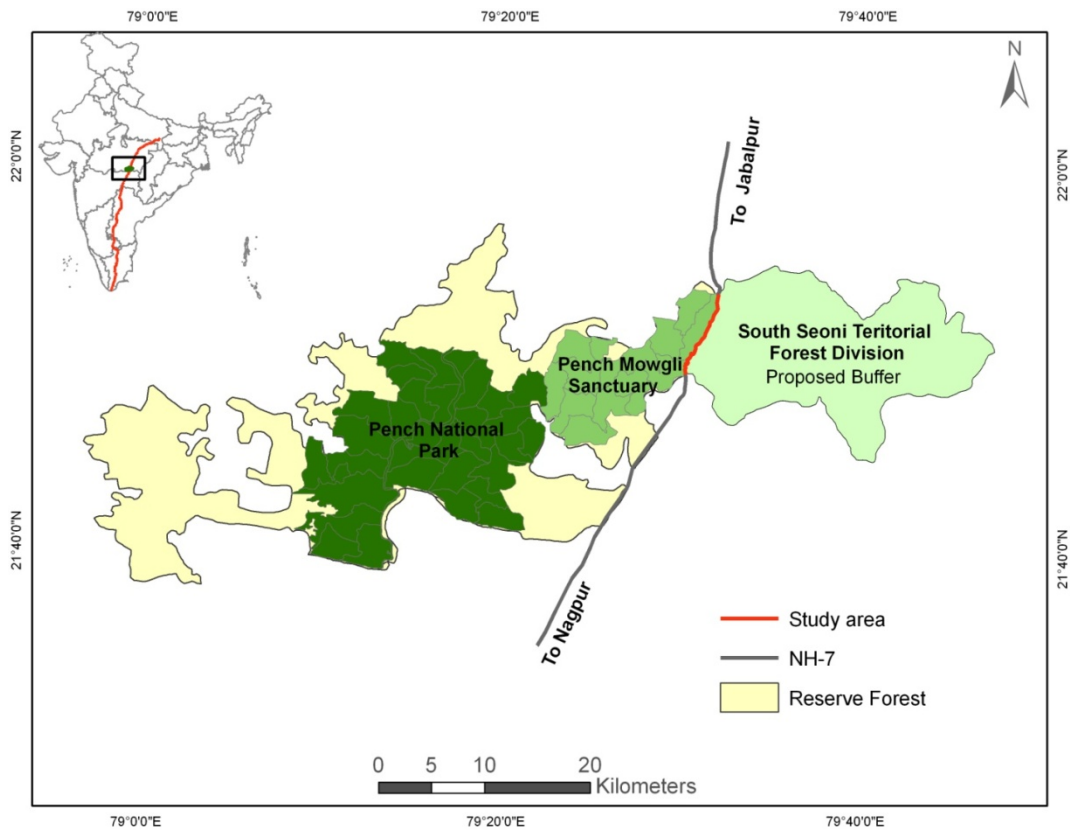 79°0'0"E
79°20'0"E
79°40'0"E
N
22°0'0"N
22°0'0"N
To Jabalpur
South Seoni Teritorial
Forest Division
Proposed Buffer
Pench Mowgli
Sanctuary
Pench National
Park
21°40'0"N
21°40'0"N
To Nagpur
Study area
NH-7
Reserve Forest
0 5 10 20
Kilometers
79°0'0"E
79°20'0"E
79°40'0"E